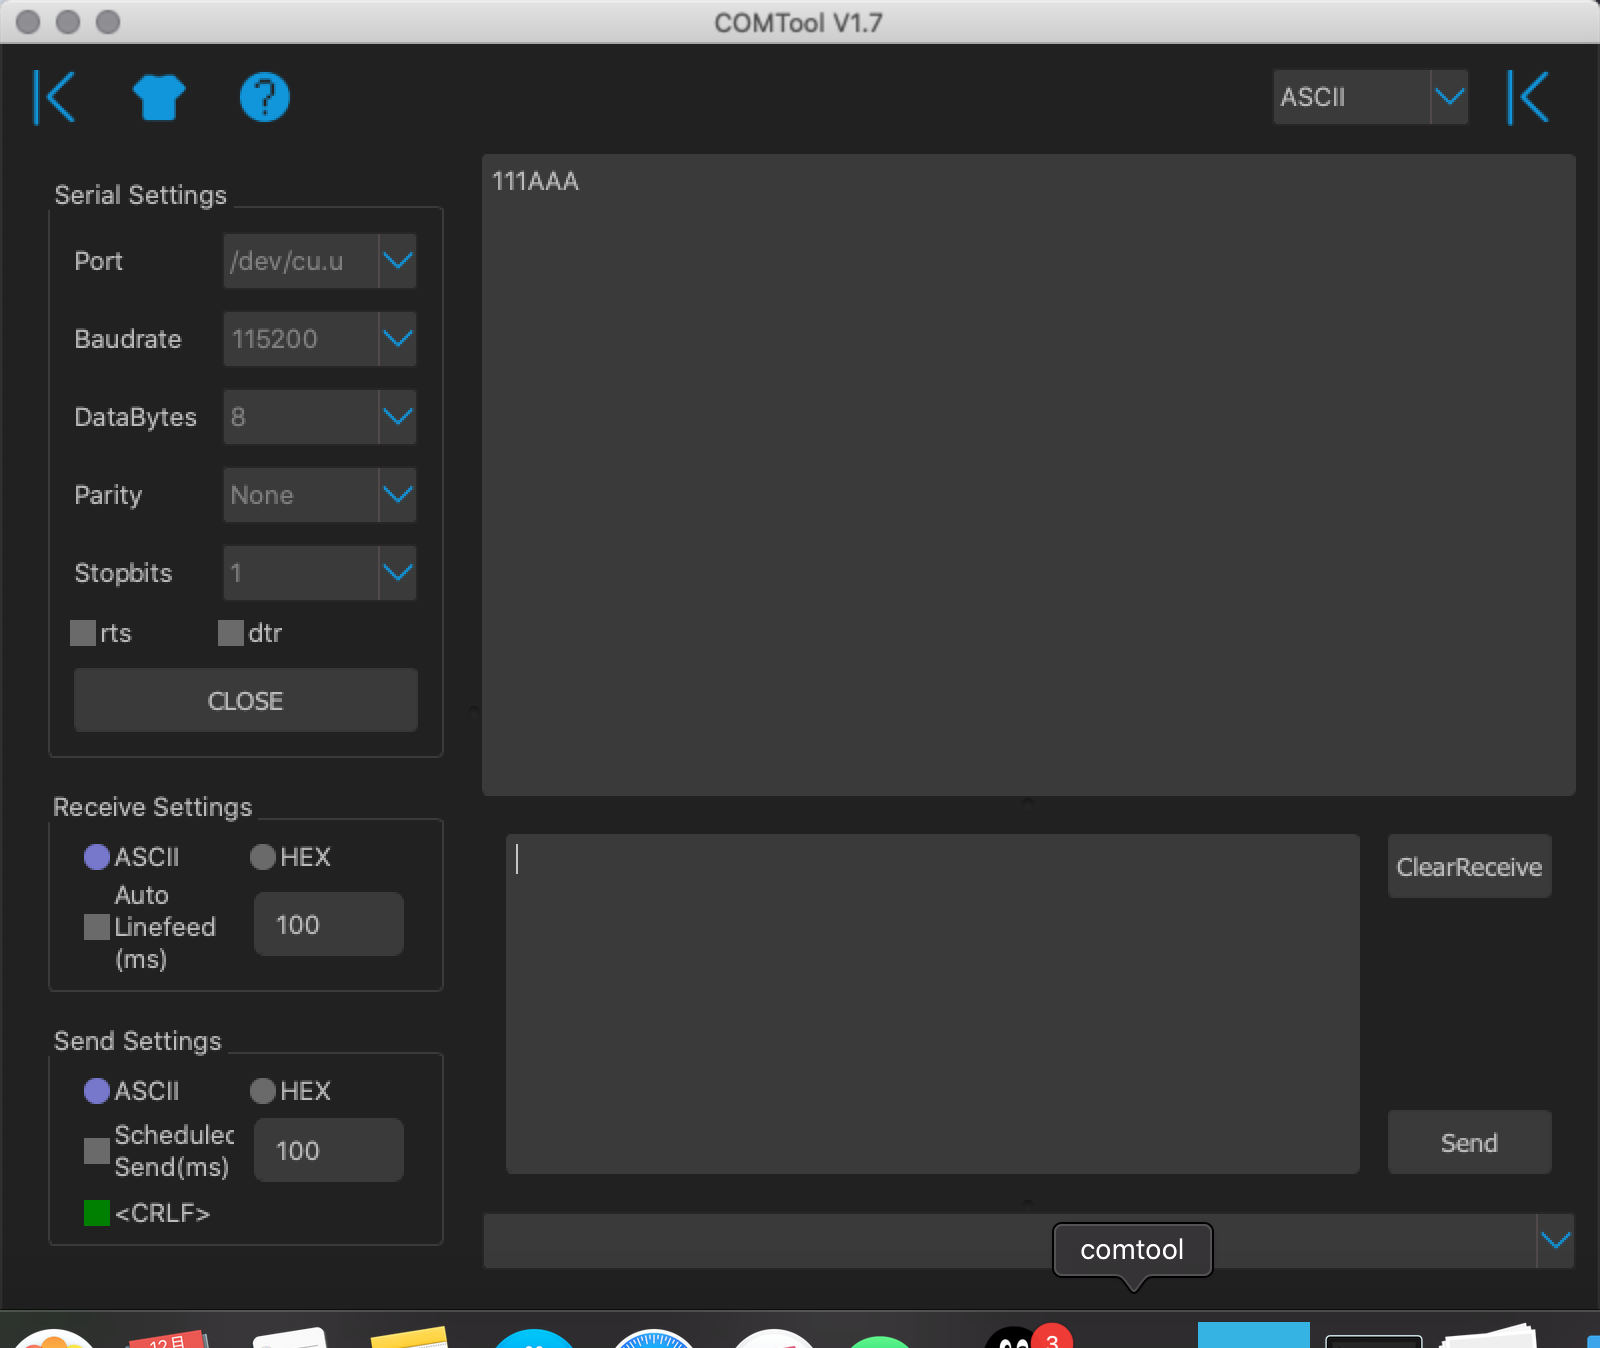 COMTool V1.7
ASCII
Serial Settings
Port
/dev/cu.u
Baudrate
115200
DataBytes
8
Parity
None
Stopbits
1
rts
dtr
CLOSE
Receive Settings
ASCII
HEX
Auto
Linefeed
(ms)
100
Send Settings
ASCII
HEX
Scheduled
Send(ms)
100
<CRLF>
111AAA
ClearReceive
Send
comtool
12月
3